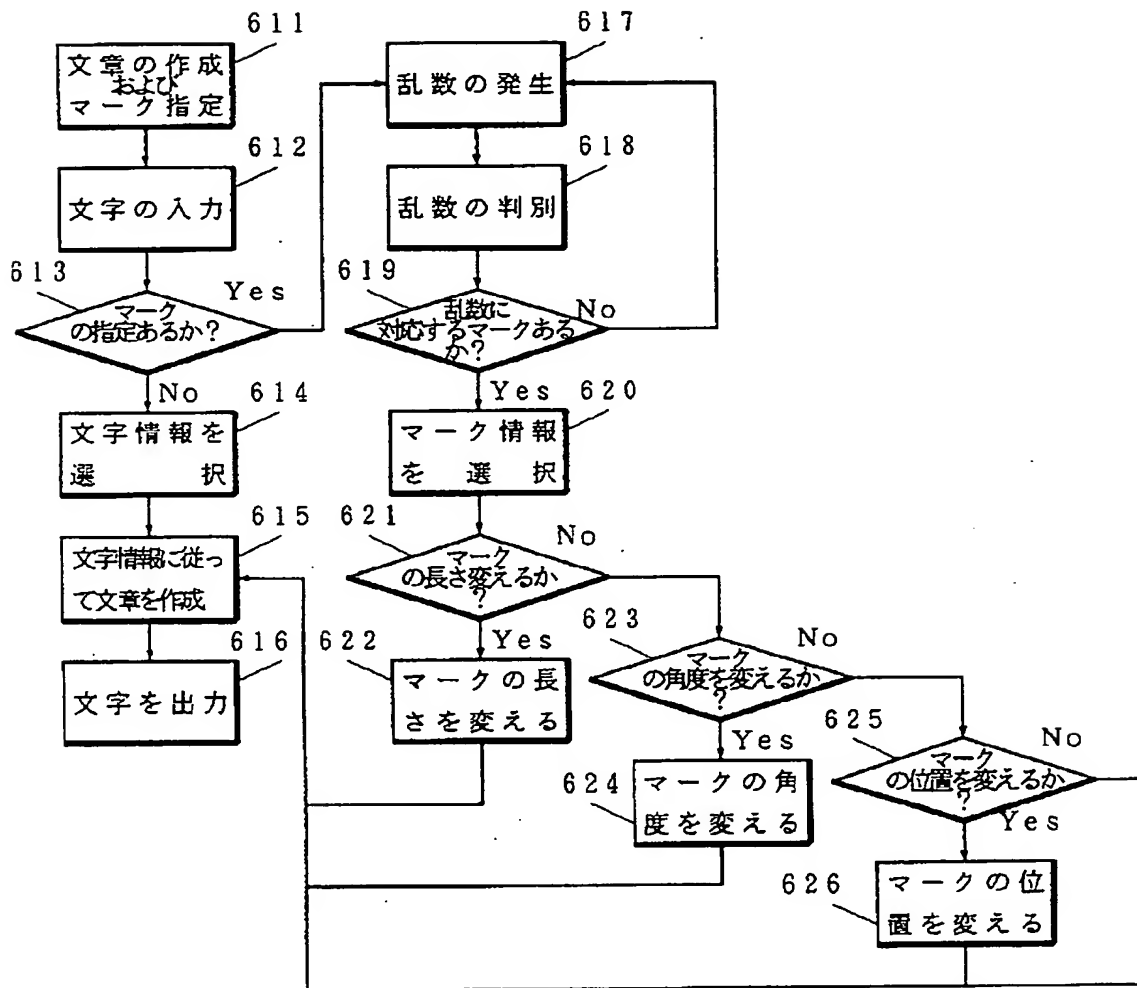 611
文章の作成
および
マーク指定
612
文字の入力
613
マーク
の指定あるか?
Yes
No
614
文字情報を
選択
615
文字情報に従っ
て文章を作成
616
文字を出力
617
乱数の発生
618
乱数の判別
619
乱数に
対応するマークある
か?
No
Yes
620
マーク情報
を選択
621
マーク
の長さ変えるか
?
No
Yes
622
マークの長
さを変える
623
マーク
の角度を変えるか
?
No
Yes
624
マークの角
度を変える
625
マーク
の位置を変えるか
?
No
Yes
626
マークの位
置を変える